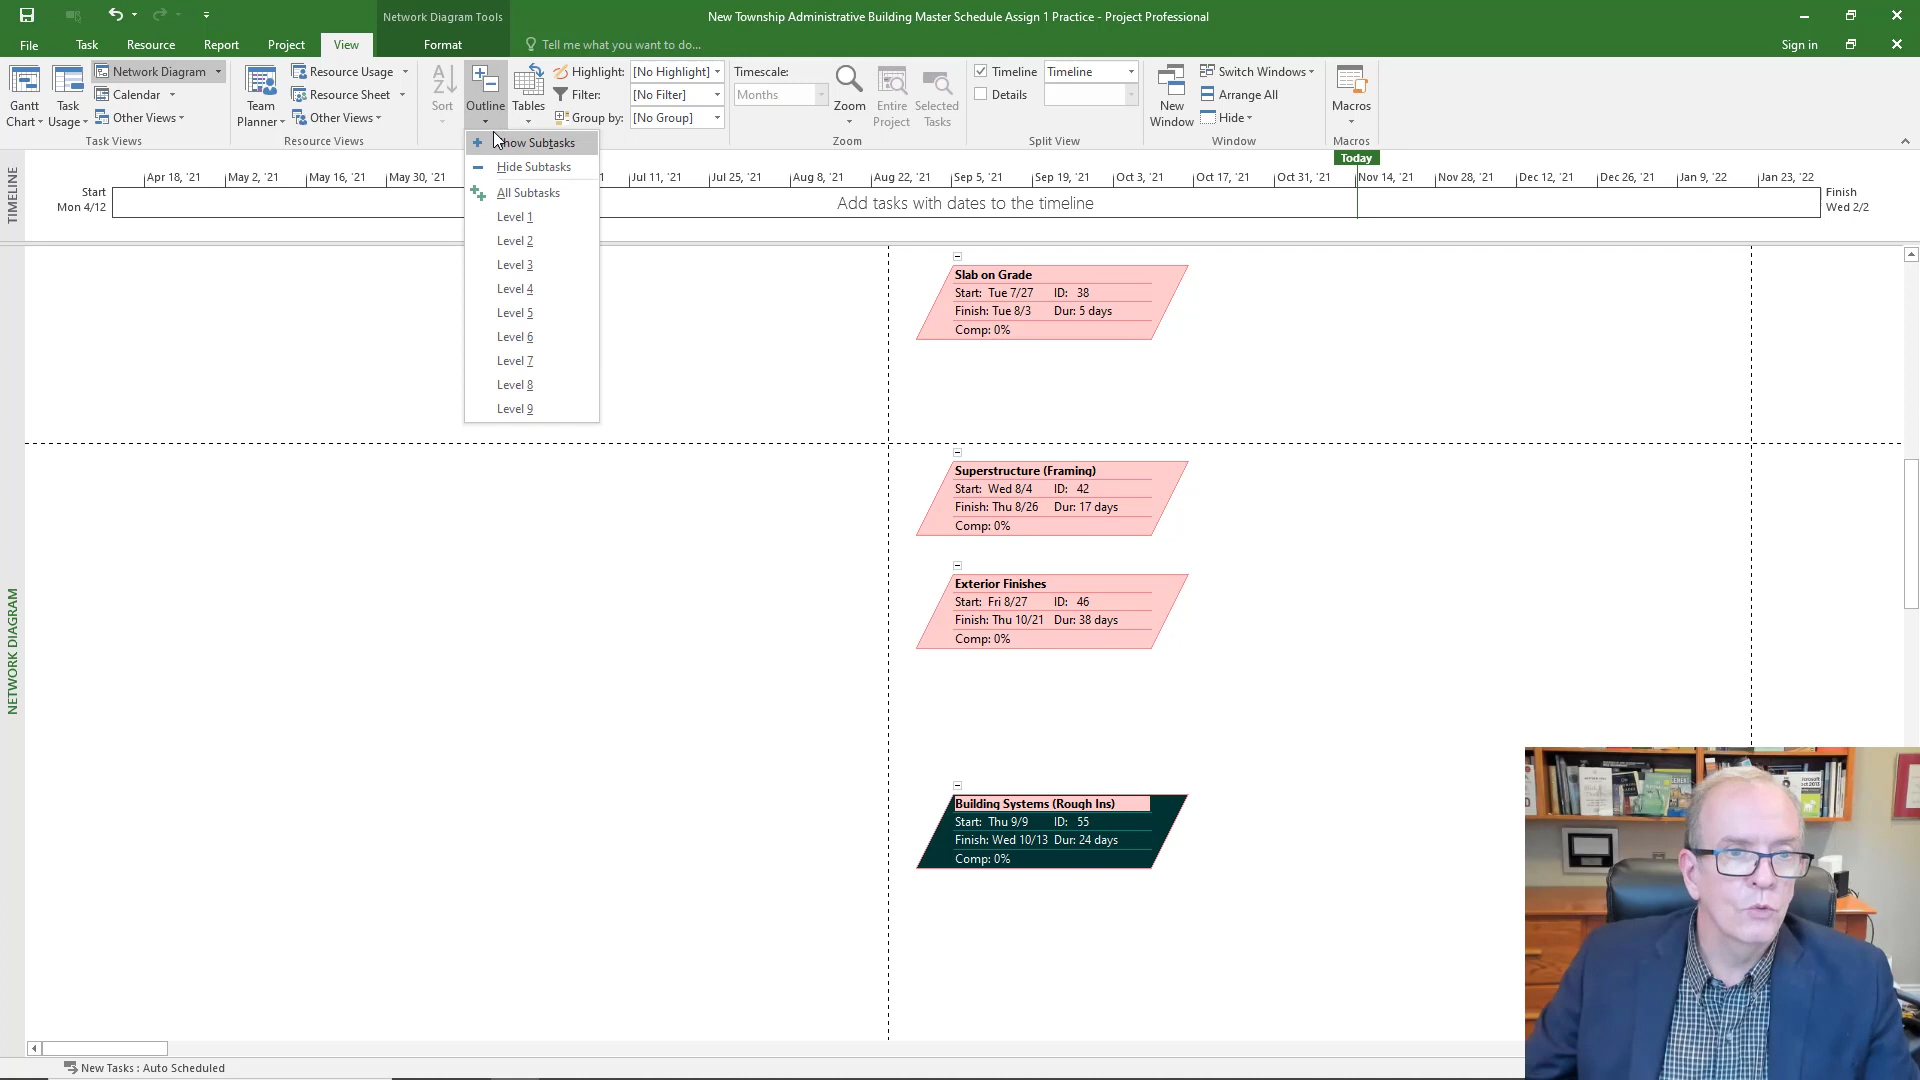 Network Diagram Tools
New Township Administrative Building Master Schedule Assign 1 Practice - Project Professional
File Task Resource Report Project View Format Tell me what you want to do... Sign in
Gantt Chart
Task Usage
Network Diagram
Calendar
Other Views
Task Views
Team Planner
Resource Usage
Resource Sheet
Other Views
Resource Views
Sort
Outline
Tables
Highlight: [No Highlight]
Filter: [No Filter]
Group by: [No Group]
Timescale:
Months
Zoom
Entire Project
Selected Tasks
Zoom
Timeline Timeline
Details
Split View
New Window
Switch Windows
Arrange All
Hide
Window
Macros
Macros
how Subtasks
Hide Subtasks
All Subtasks
Level 1
Level 2
Level 3
Level 4
Level 5
Level 6
Level 7
Level 8
Level 9
TIMELINE
Today
Apr 18, '21 May 2, '21 May 16, '21 May 30, '21 Jul 11, '21 Jul 25, '21 Aug 8, '21 Aug 22, '21 Sep 5, '21 Sep 19, '21 Oct 3, '21 Oct 17, '21 Oct 31, '21 Nov 14, '21 Nov 28, '21 Dec 12, '21 Dec 26, '21 Jan 9, '22 Jan 23, '22
Start
Mon 4/12
Add tasks with dates to the timeline
Finish
Wed 2/2
NETWORK DIAGRAM
Slab on Grade
Start: Tue 7/27 ID: 38
Finish: Tue 8/3 Dur: 5 days
Comp: 0%
Superstructure (Framing)
Start: Wed 8/4 ID: 42
Finish: Thu 8/26 Dur: 17 days
Comp: 0%
Exterior Finishes
Start: Fri 8/27 ID: 46
Finish: Thu 10/21 Dur: 38 days
Comp: 0%
Building Systems (Rough Ins)
Start: Thu 9/9 ID: 55
Finish: Wed 10/13 Dur: 24 days
Comp: 0%
New Tasks : Auto Scheduled